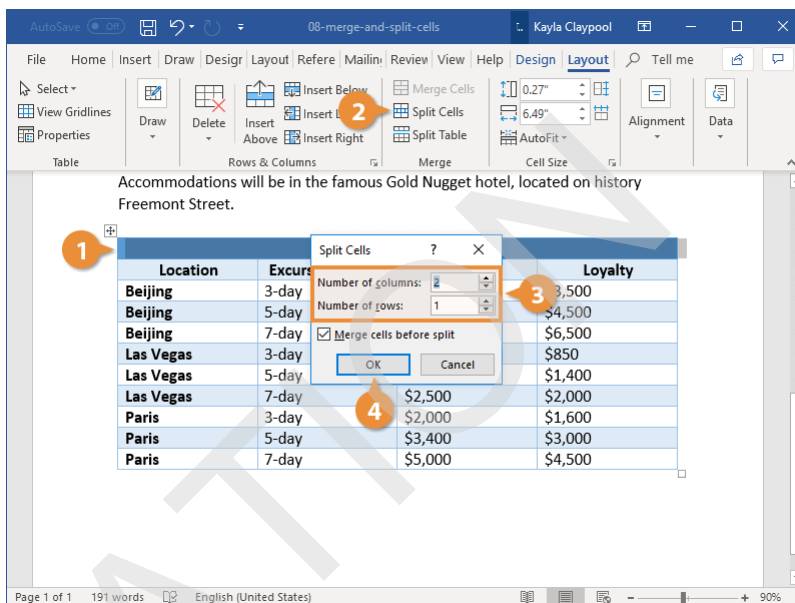 AutoSave Off 08-merge-and-split-cells Kayla Claypool
File Home Insert Draw Desigr Layout Refere Mailin Review View Help Design Layout Tell me
Select
View Gridlines
Properties
Table
Draw
Delete
Insert
Above
Insert Below
Insert
Insert Right
Rows & Columns
Merge Cells
Split Cells
Split Table
Merge
0.27"
6.49"
AutoFit
Cell Size
Alignment
Data
2
Accommodations will be in the famous Gold Nugget hotel, located on history
Freemont Street.
1
Split Cells ? 
Number of columns: 2
Number of rows: 1
Merge cells before split
OK Cancel
3
4
Location Excurs Loyalty
Beijing 3-day 3,500
Beijing 5-day $4,500
Beijing 7-day $6,500
Las Vegas 3-day $850
Las Vegas 5-day $1,400
Las Vegas 7-day $2,500 $2,000
Paris 3-day $2,000 $1,600
Paris 5-day $3,400 $3,000
Paris 7-day $5,000 $4,500
Page 1 of 1 191 words English (United States) 90%